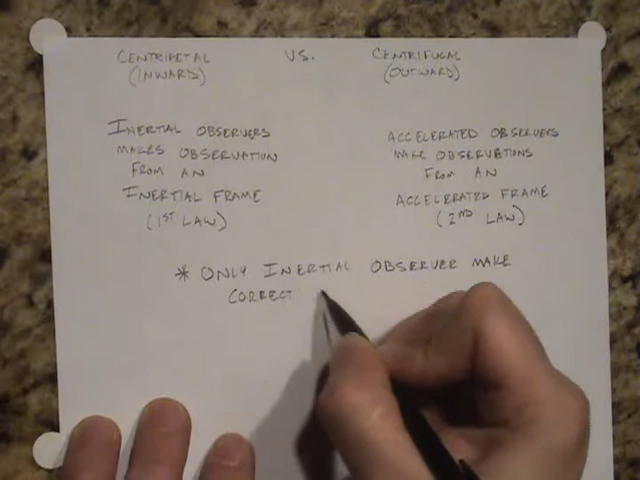 CENTRIPETAL VS. CENTRIFUGAL
(INWARD) (OUTWARD)
INERTIAL OBSERVERS
MAKES OBSERVATION
FROM AN
INERTIAL FRAME
(1ST LAW)
ACCELERATED OBSERVERS
MAKE OBSERVATIONS
FROM AN
ACCELERATED FRAME
(2ND LAW)
* ONLY INERTIAL OBSERVER MAKE
CORRECT